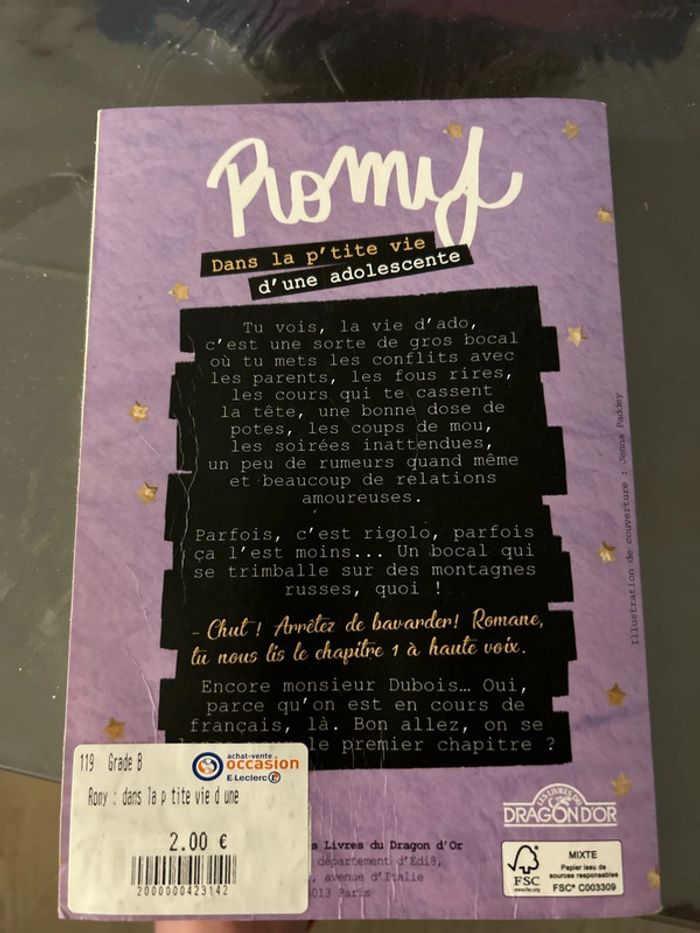 Romy
Dans la p'tite vie
d'une adolescente
Tu vois, la vie d'ado,
c'est une sorte de gros bocal
où tu mets les conflits avec
les parents, les fous rires,
les cours qui te cassent
la tête, une bonne dose de
potes, les coups de mou,
les soirées inattendues,
un peu de rumeurs quand même
et beaucoup de relations
amoureuses.
Parfois, c'est rigolo, parfois
ça l'est moins... Un bocal qui
se trimballe sur des montagnes
russes, quoi !
- Chut ! Arrêtez de bavarder! Romane,
tu nous lis le chapitre 1 à haute voix.
Encore monsieur Dubois... Oui,
parce qu'on est en cours de
français, là. Bon allez, on se
le premier chapitre ?
Illustration de couverture : Jenna Paddey
119 Grade B
achat-vente
occasion
E.Leclerc
Romy : dans la p tite vie d une
2.00 €
2000000423142
Livres du Dragon d'Or
département d'Édi8,
avenue d'Italie
013 Paris
LES LIVRES DU
DRAGON D'OR
FSC
www.fsc.org
MIXTE
Papier issu de
sources responsables
FSC® C003309